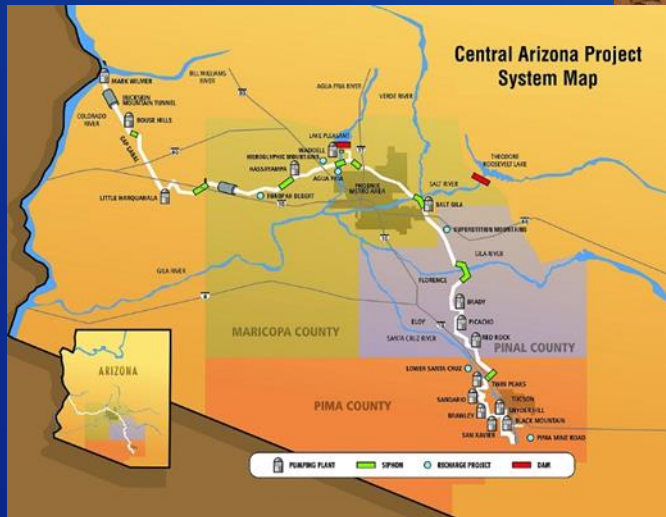 Central Arizona Project
System Map
BILL WILLIAMS
RIVER
MARK WILMER
BUCKSKIN
MOUNTAIN TUNNEL
COLORADO
RIVER
BOUSE HILLS
CAP CANAL
LITTLE HARQUAHALA
AGUA FRIA RIVER
VERDE RIVER
LAKE PLEASANT
WADDELL
HIEROGLYPHIC MOUNTAINS
HASSAYAMPA
AGUA FRIA
TONOPAH DESERT
PHOENIX
METRO AREA
THEODORE
ROOSEVELT LAKE
SALT RIVER
SALT GILA
SUPERSTITION MOUNTAINS
GILA RIVER
GILA RIVER
FLORENCE
BRADY
PICACHO
RED ROCK
ELOY
SANTA CRUZ RIVER
MARICOPA COUNTY
PINAL COUNTY
LOWER SANTA CRUZ
TWIN PEAKS
SANDARIO
TUCSON
SNYDER HILL
BRAWLEY
BLACK MOUNTAIN
SAN XAVIER
PIMA MINE ROAD
PIMA COUNTY
ARIZONA
PUMPING PLANT
SIPHON
RECHARGE PROJECT
DAM